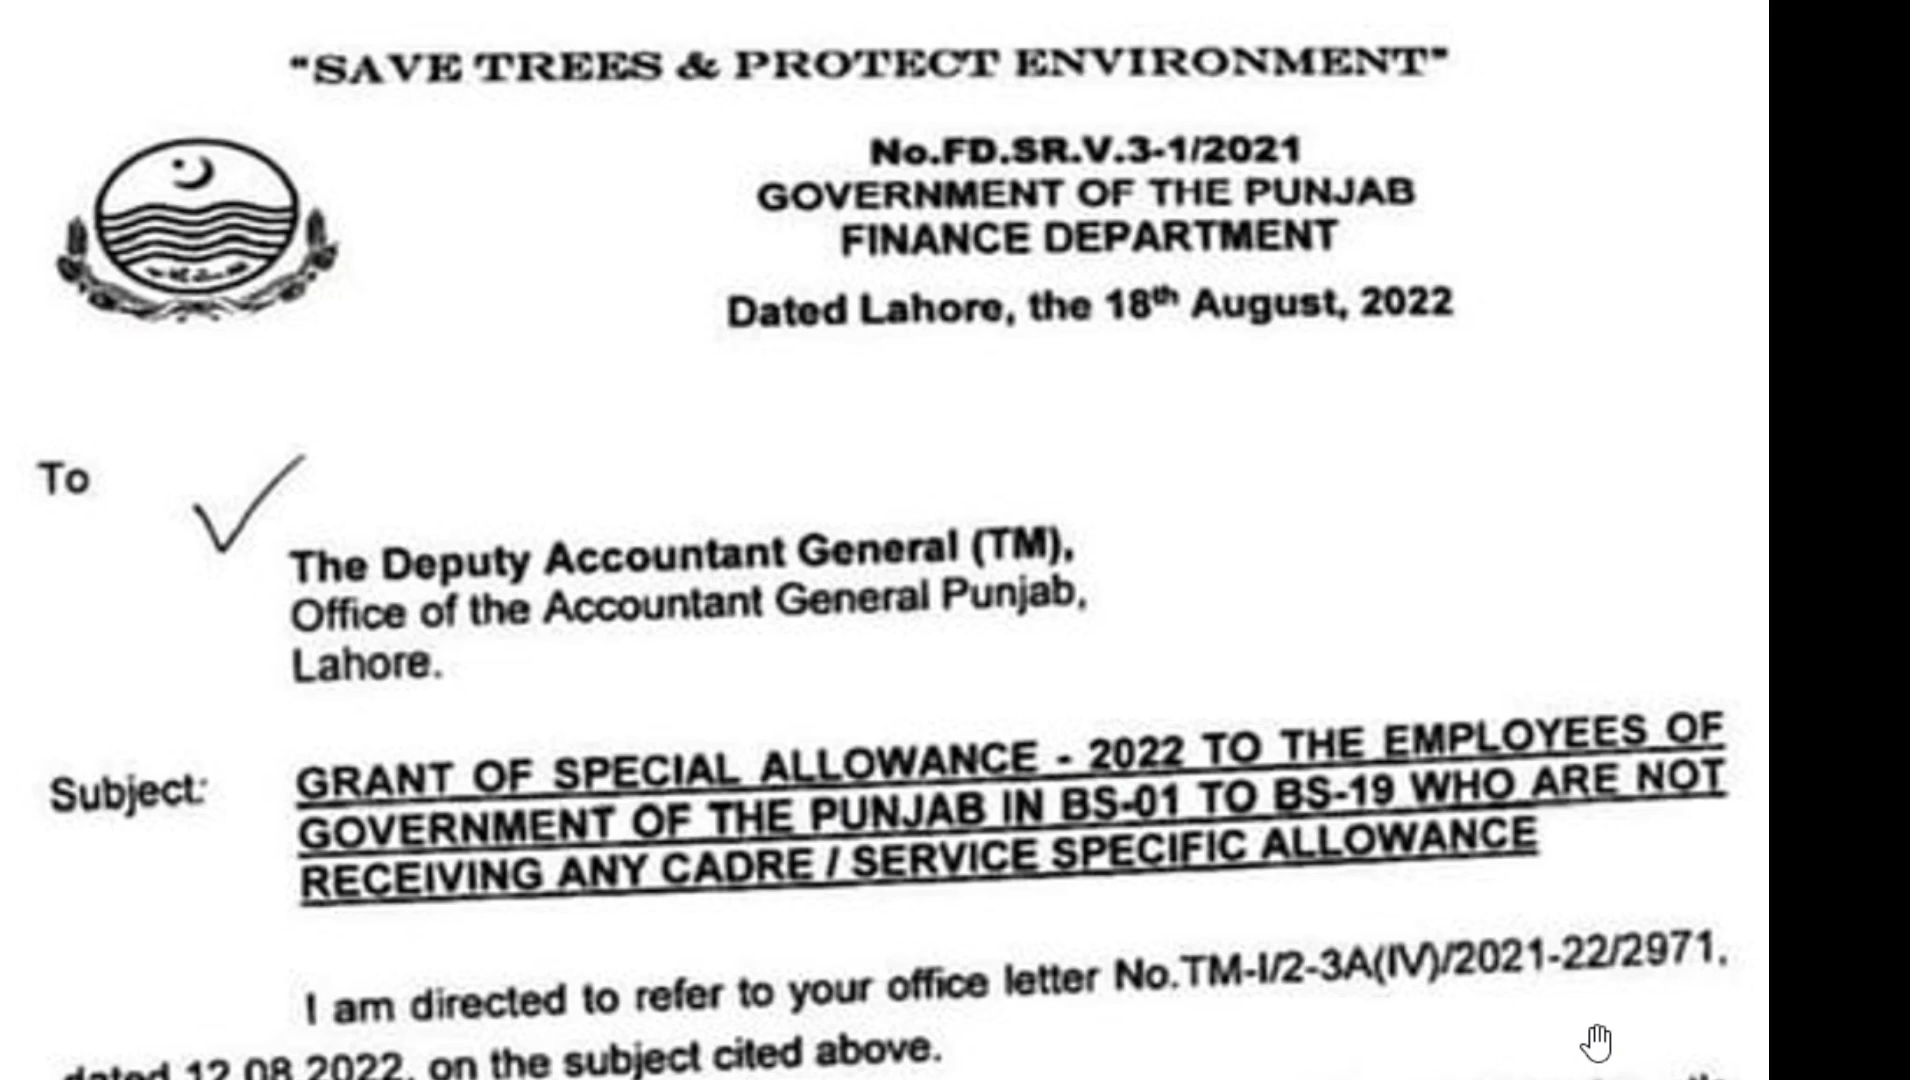 "SAVE TREES & PROTECT ENVIRONMENT"
No.FD.SR.V.3-1/2021
GOVERNMENT OF THE PUNJAB
FINANCE DEPARTMENT
Dated Lahore, the 18th August, 2022
To
The Deputy Accountant General (TM),
Office of the Accountant General Punjab,
Lahore.
Subject: GRANT OF SPECIAL ALLOWANCE - 2022 TO THE EMPLOYEES OF
GOVERNMENT OF THE PUNJAB IN BS-01 TO BS-19 WHO ARE NOT
RECEIVING ANY CADRE / SERVICE SPECIFIC ALLOWANCE
I am directed to refer to your office letter No.TM-I/2-3A(IV)/2021-22/2971,
dated 12.08.2022, on the subject cited above.